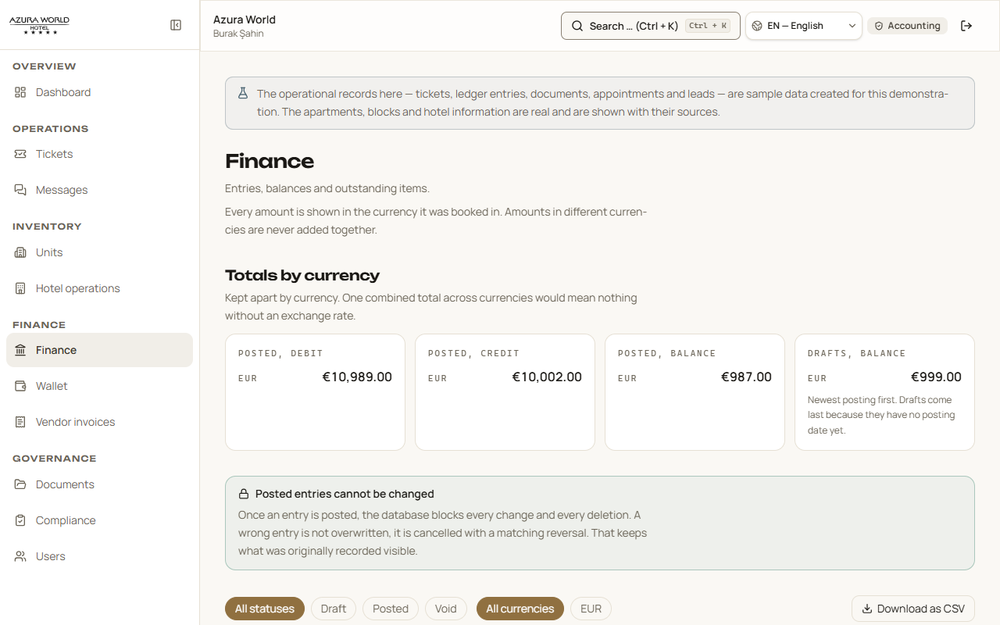 AZURA WORLD
HOTEL
Azura World
Burak Şahin
Search ... (Ctrl + K)
Ctrl + K
EN — English
Accounting
OVERVIEW
Dashboard
OPERATIONS
Tickets
Messages
INVENTORY
Units
Hotel operations
FINANCE
Finance
Wallet
Vendor invoices
GOVERNANCE
Documents
Compliance
Users
The operational records here — tickets, ledger entries, documents, appointments and leads — are sample data created for this demonstra-
tion. The apartments, blocks and hotel information are real and are shown with their sources.
Finance
Entries, balances and outstanding items.
Every amount is shown in the currency it was booked in. Amounts in different curren-
cies are never added together.
Totals by currency
Kept apart by currency. One combined total across currencies would mean nothing
without an exchange rate.
POSTED, DEBIT
EUR €10,989.00
POSTED, CREDIT
EUR €10,002.00
POSTED, BALANCE
EUR €987.00
DRAFTS, BALANCE
EUR €999.00
Newest posting first. Drafts come
last because they have no posting
date yet.
Posted entries cannot be changed
Once an entry is posted, the database blocks every change and every deletion. A
wrong entry is not overwritten, it is cancelled with a matching reversal. That keeps
what was originally recorded visible.
All statuses
Draft
Posted
Void
All currencies
EUR
Download as CSV